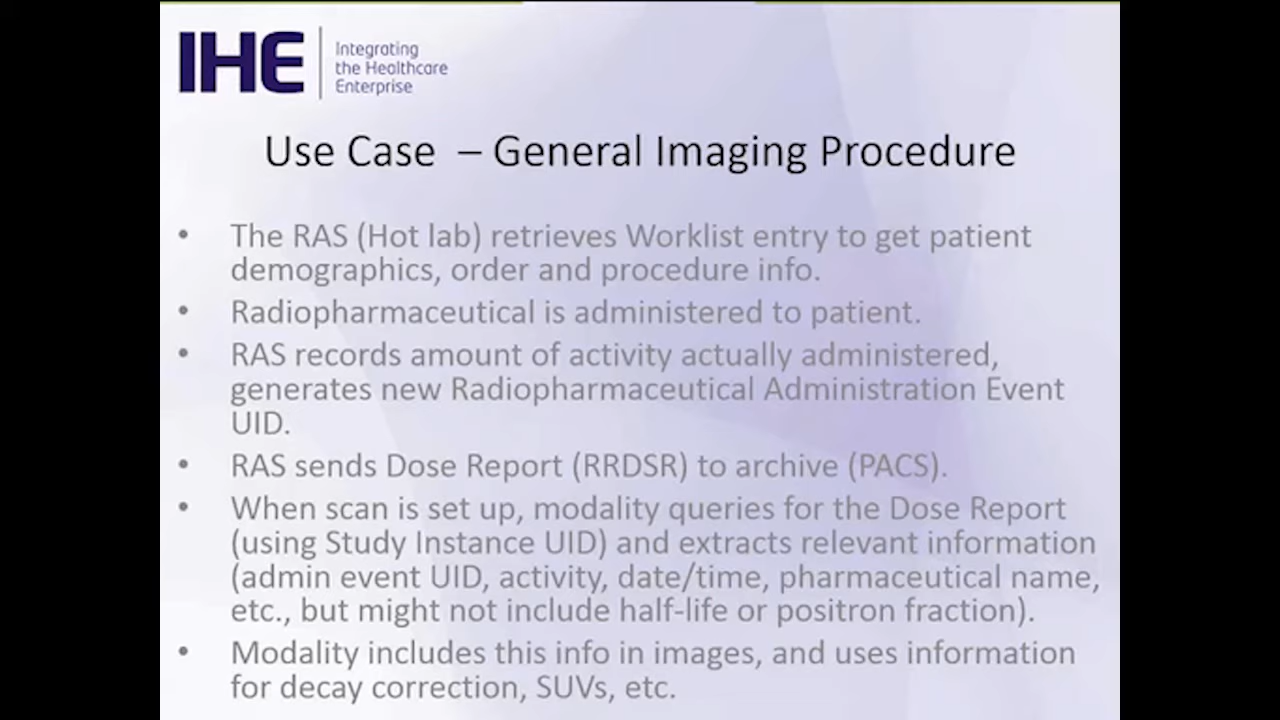 IHE
Integrating
the Healthcare
Enterprise
Use Case – General Imaging Procedure
• The RAS (Hot lab) retrieves Worklist entry to get patient
demographics, order and procedure info.
• Radiopharmaceutical is administered to patient.
• RAS records amount of activity actually administered,
generates new Radiopharmaceutical Administration Event
UID.
• RAS sends Dose Report (RRDSR) to archive (PACS).
• When scan is set up, modality queries for the Dose Report
(using Study Instance UID) and extracts relevant information
(admin event UID, activity, date/time, pharmaceutical name,
etc., but might not include half-life or positron fraction).
• Modality includes this info in images, and uses information
for decay correction, SUVs, etc.